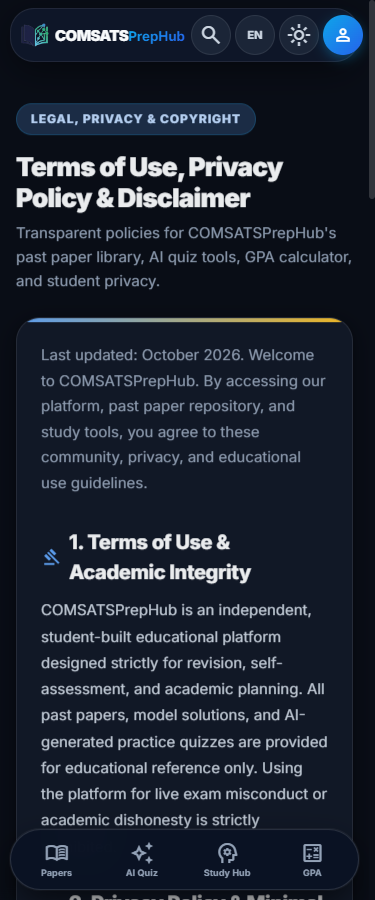 COMSATSPrepHub
EN
LEGAL, PRIVACY & COPYRIGHT
Terms of Use, Privacy
Policy & Disclaimer
Transparent policies for COMSATSPrepHub's
past paper library, AI quiz tools, GPA calculator,
and student privacy.
Last updated: October 2026. Welcome
to COMSATSPrepHub. By accessing our
platform, past paper repository, and
study tools, you agree to these
community, privacy, and educational
use guidelines.
1. Terms of Use &
Academic Integrity
COMSATSPrepHub is an independent,
student-built educational platform
designed strictly for revision, self-
assessment, and academic planning. All
past papers, model solutions, and AI-
generated practice quizzes are provided
for educational reference only. Using
the platform for live exam misconduct or
academic dishonesty is strictly
Papers
AI Quiz
Study Hub
GPA
2. Privacy Policy & Minimal